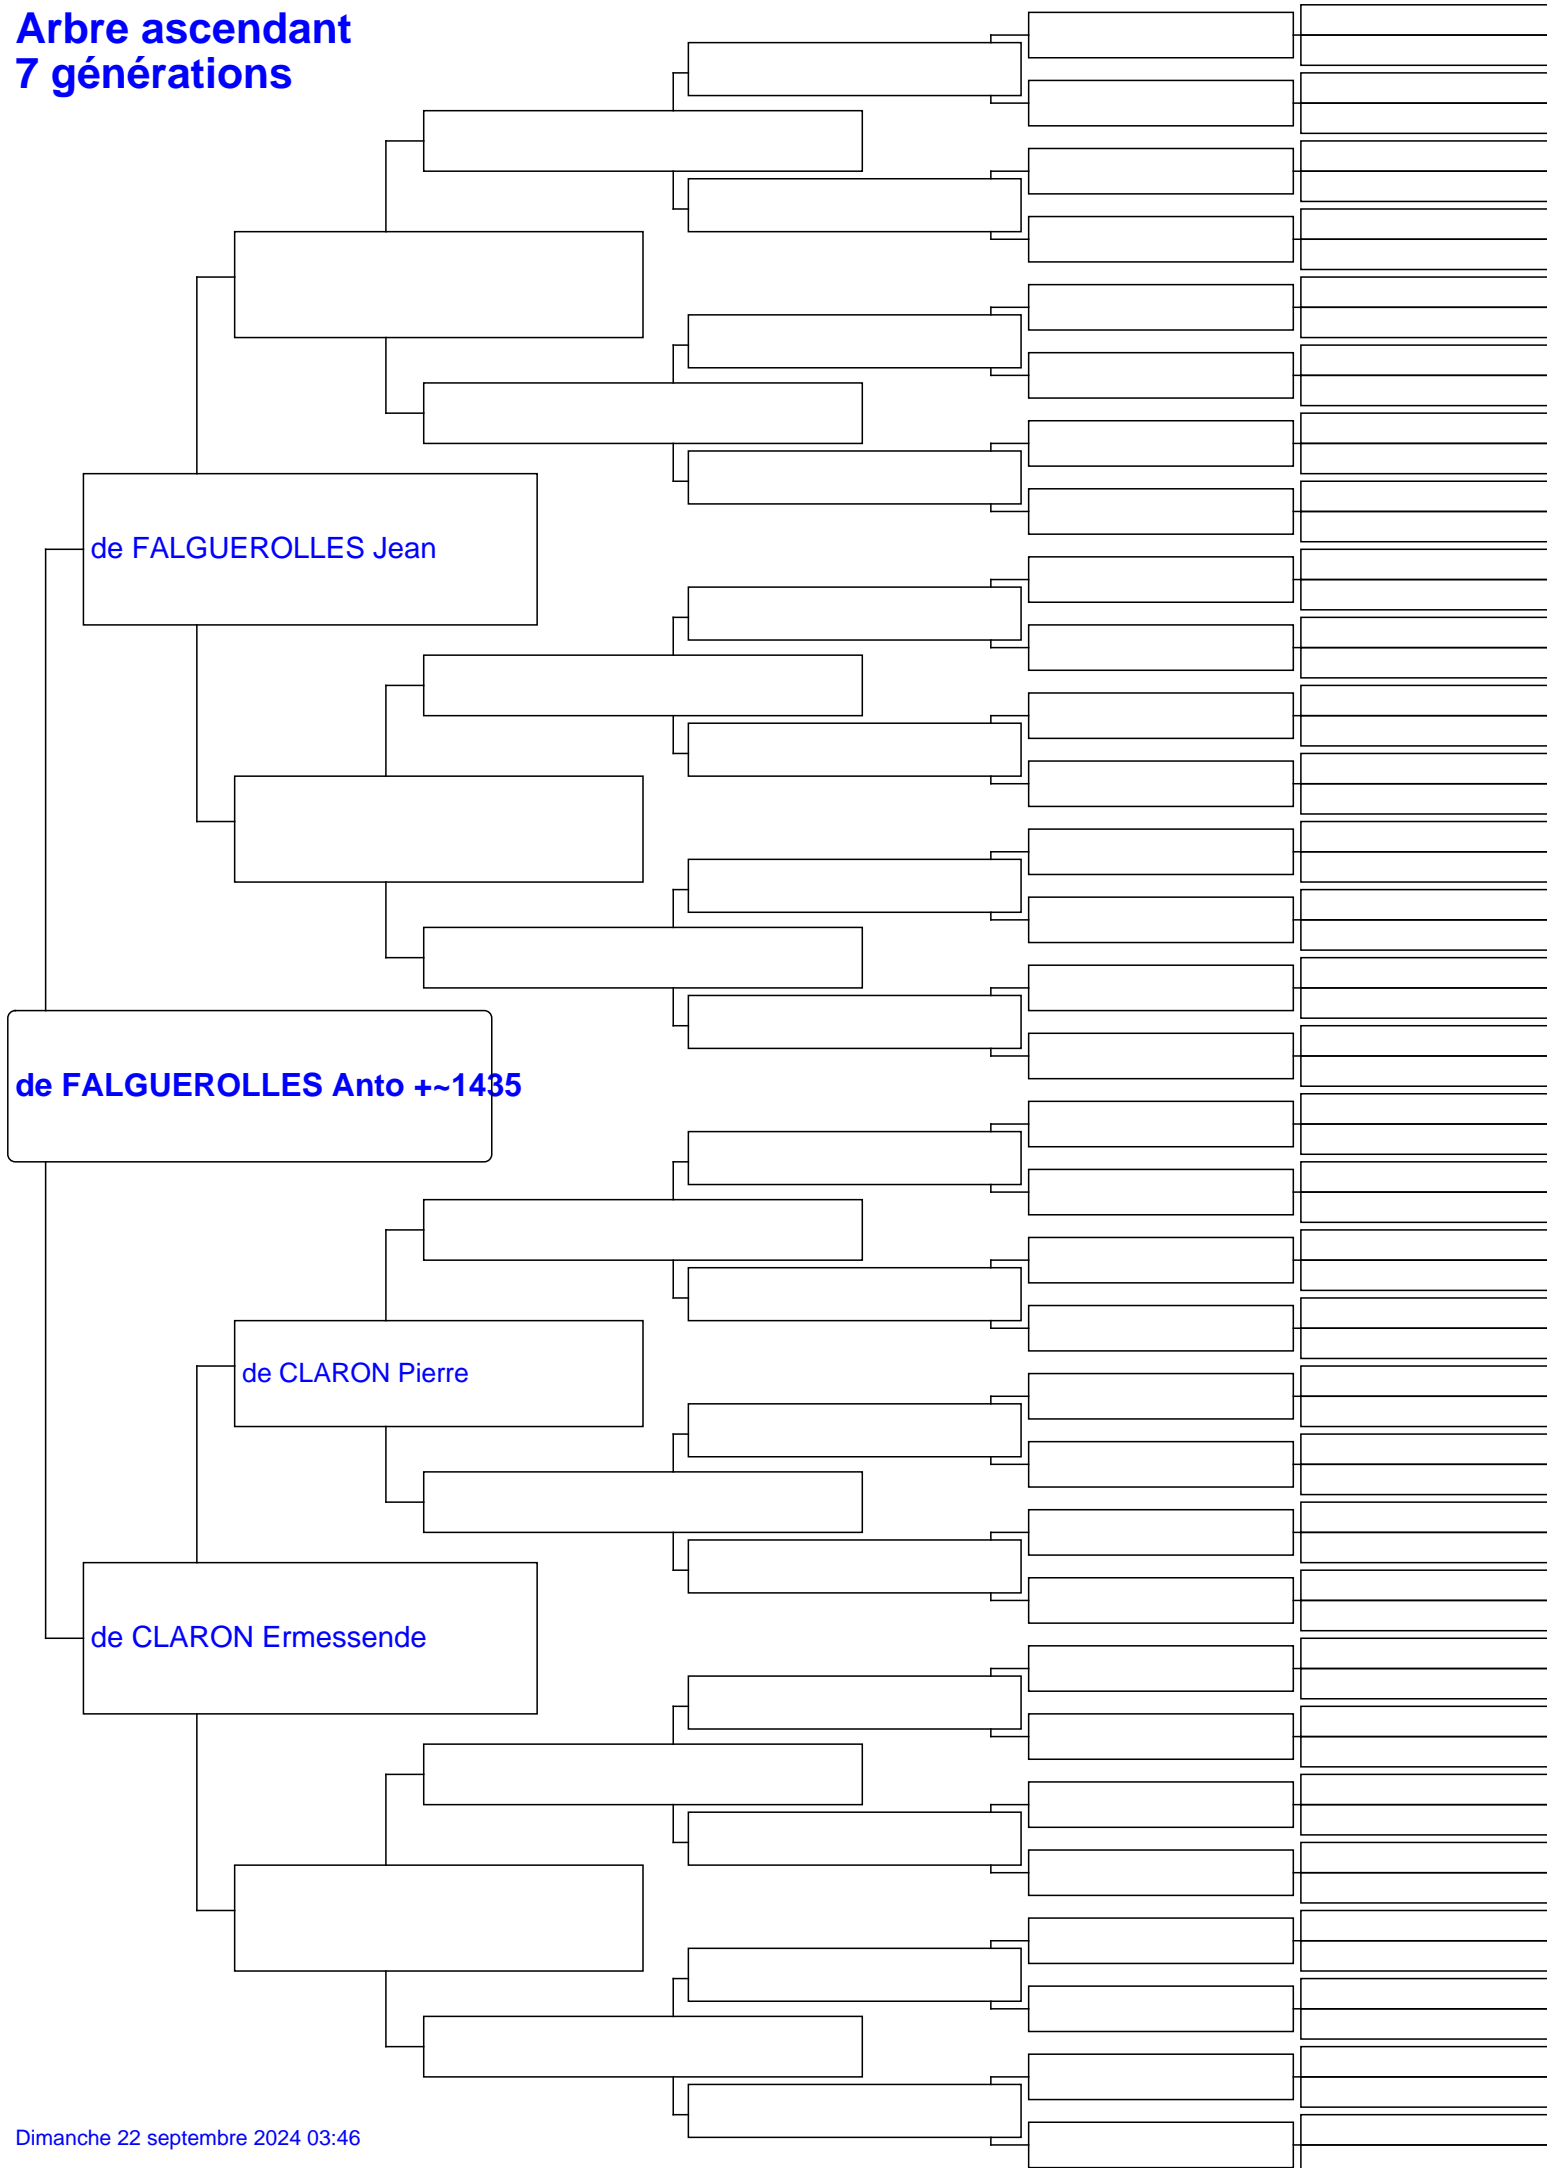 Arbre ascendant
7 générations
de FALGUEROLLES Jean
de FALGUEROLLES Anto +~1435
de CLARON Pierre
de CLARON Ermessende
Dimanche 22 septembre 2024 03:46